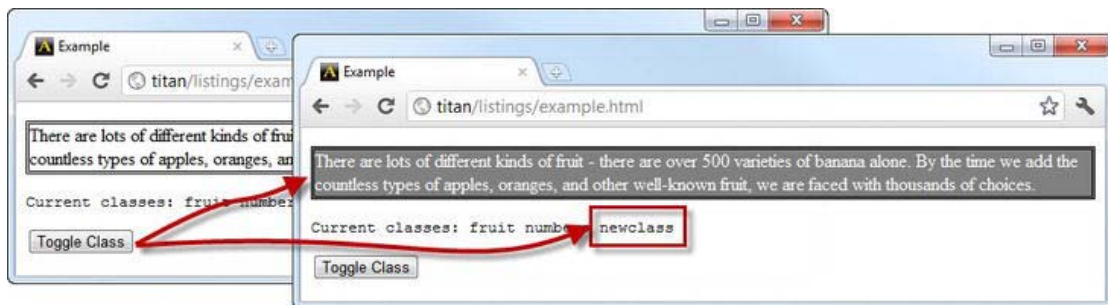 Example
titan/listings/exam
There are lots of different kinds of frui
countless types of apples, oranges, an
Current classes: fruit number
Toggle Class
Example
titan/listings/example.html
There are lots of different kinds of fruit - there are over 500 varieties of banana alone. By the time we add the
countless types of apples, oranges, and other well-known fruit, we are faced with thousands of choices.
Current classes: fruit numbers newclass
Toggle Class